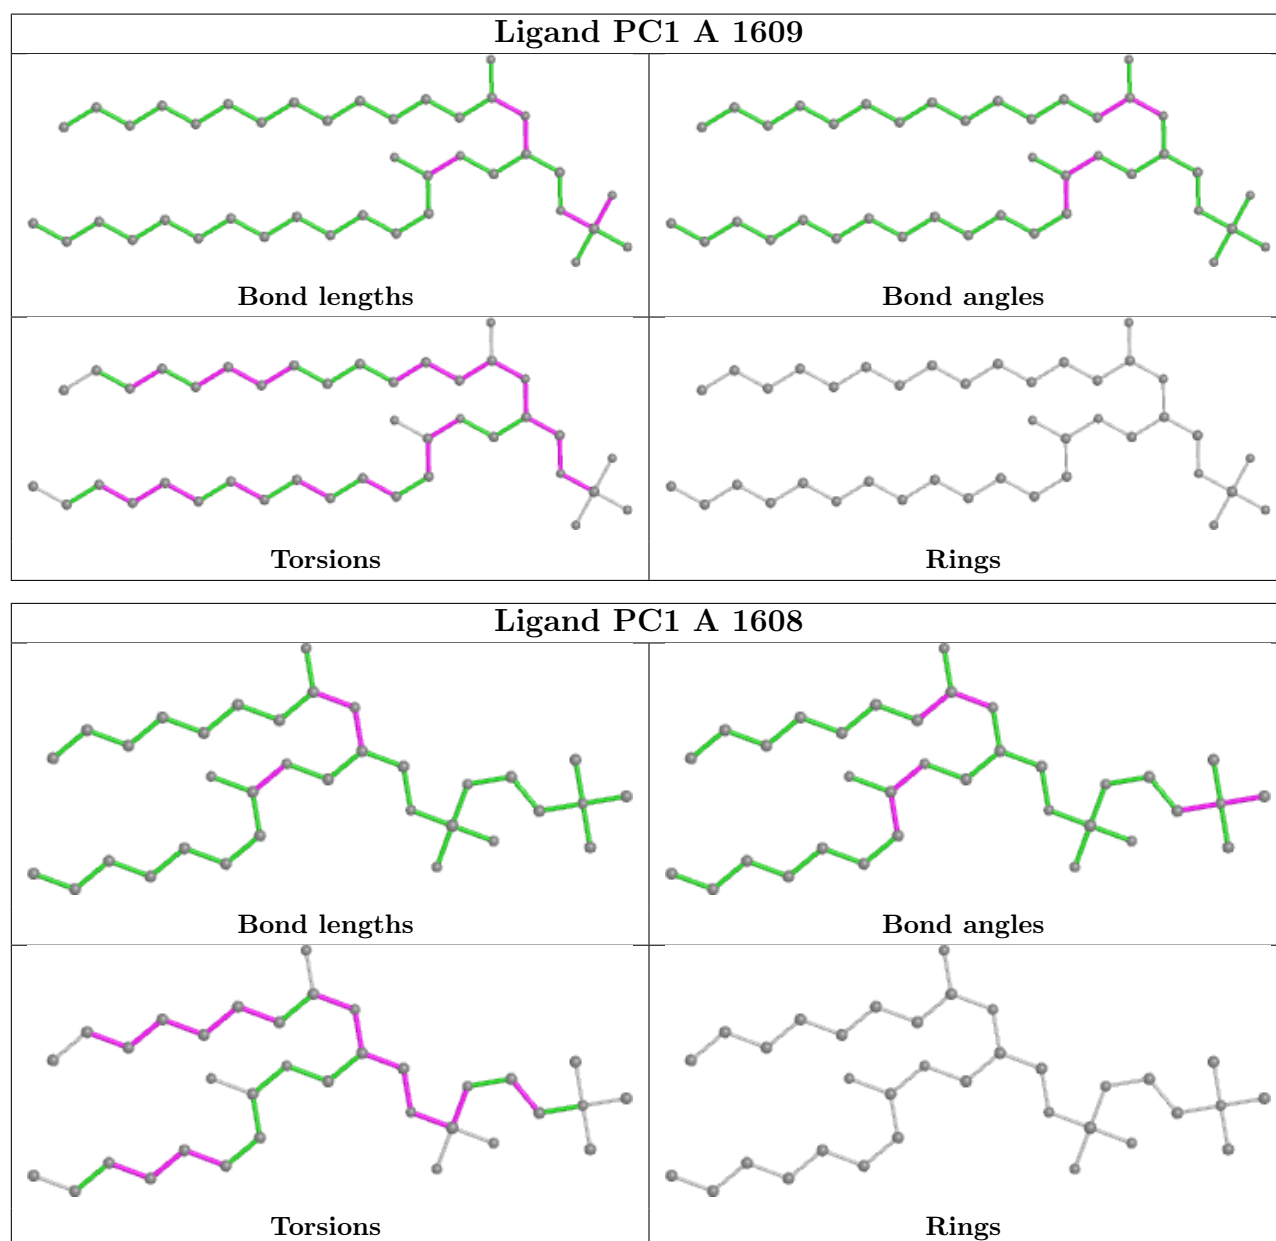 Ligand PC1 A 1609
Bond lengths
Bond angles
Torsions
Rings
Ligand PC1 A 1608
Bond lengths
Bond angles
Torsions
Rings